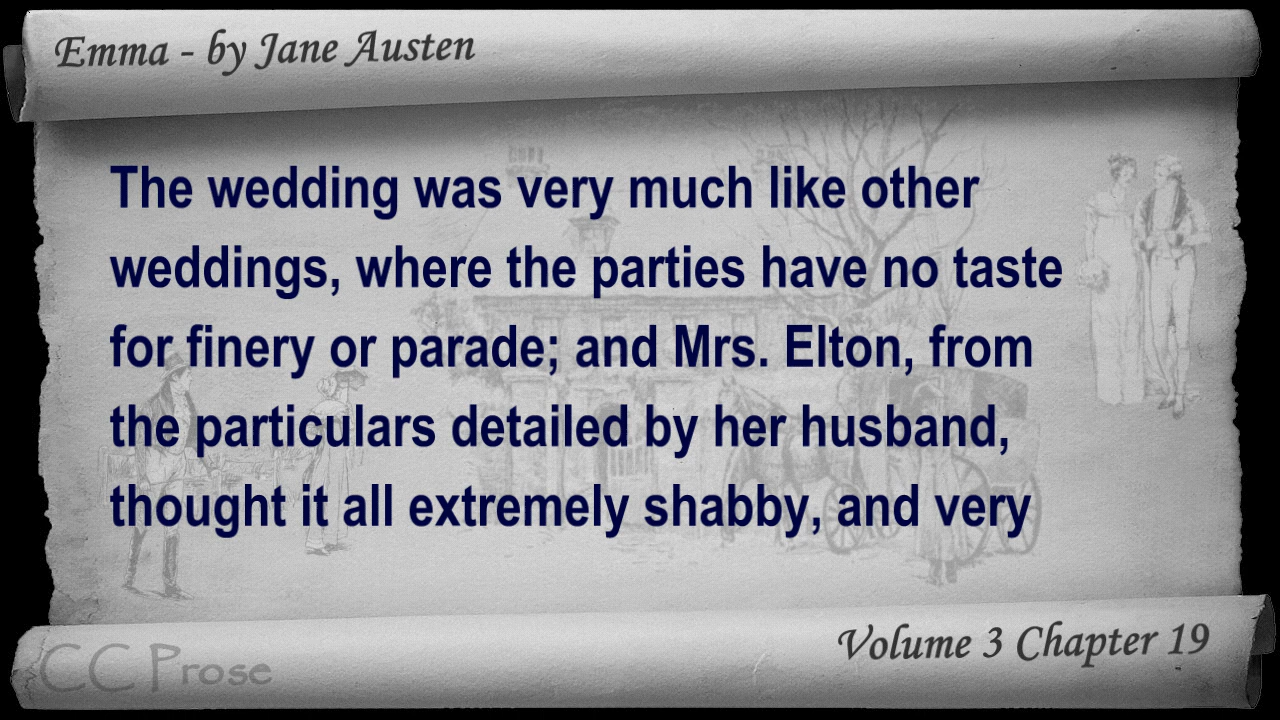 Emma - by Jane Austen
The wedding was very much like other
weddings, where the parties have no taste
for finery or parade; and Mrs. Elton, from
the particulars detailed by her husband,
thought it all extremely shabby, and very
Volume 3 Chapter 19
CC Prose